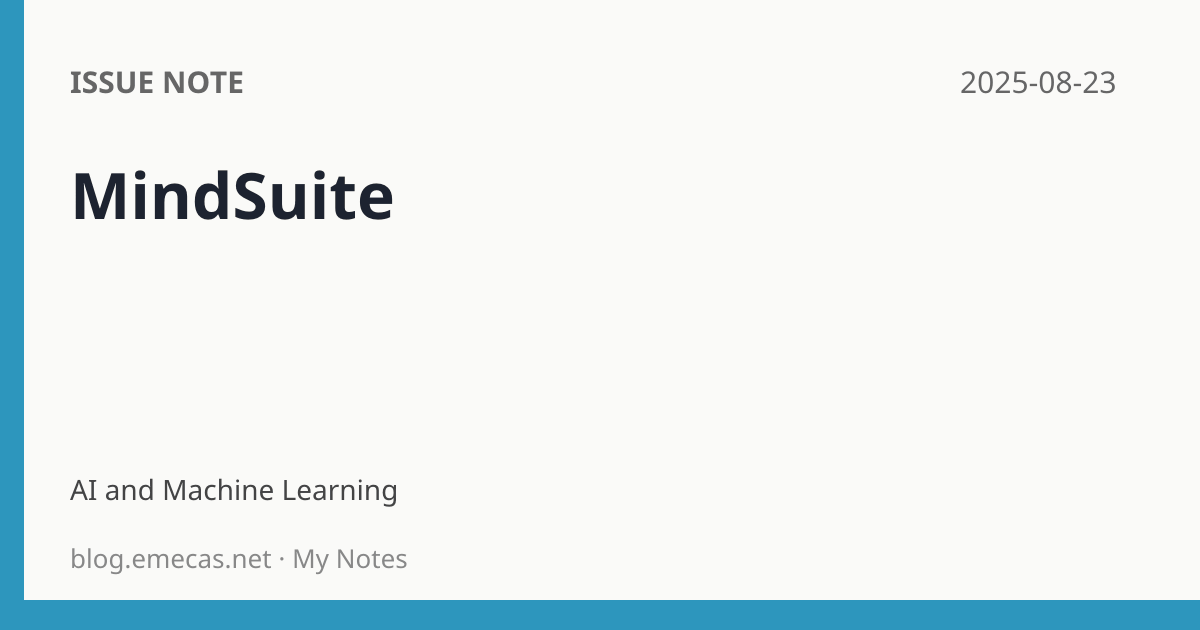 ISSUE NOTE
2025-08-23
MindSuite
AI and Machine Learning
blog.emecas.net · My Notes